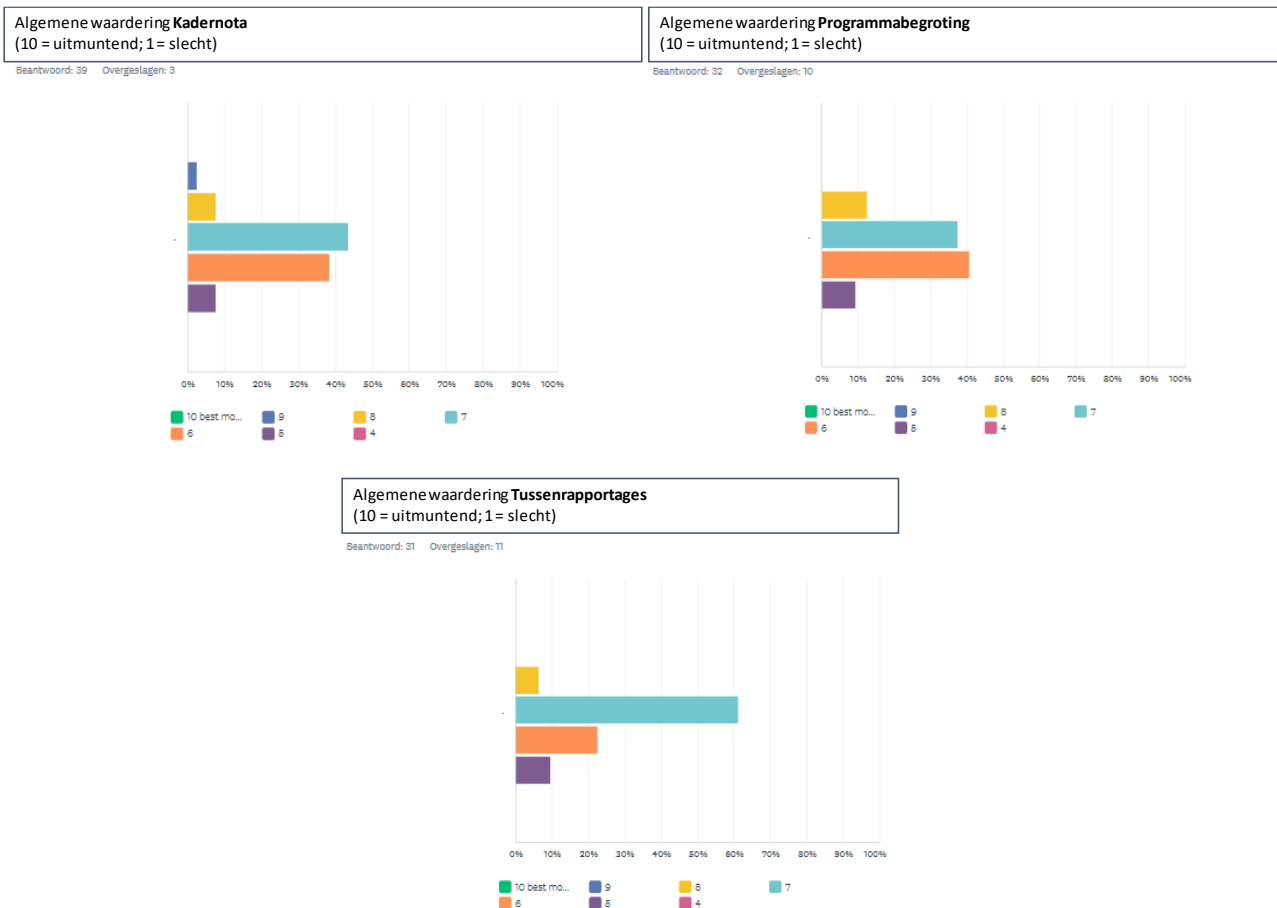 Algemene waardering Kadernota
(10 = uitmuntend; 1 = slecht)
Beantwoord: 39 Overgeslagen: 3
0% 10% 20% 30% 40% 50% 60% 70% 80% 90% 100%
10 best mo... 9 8 7
6 5 4
Algemene waardering Programmabegroting
(10 = uitmuntend; 1 = slecht)
Beantwoord: 32 Overgeslagen: 10
0% 10% 20% 30% 40% 50% 60% 70% 80% 90% 100%
10 best mo... 9 8 7
6 5 4
Algemene waardering Tussenrapportages
(10 = uitmuntend; 1 = slecht)
Beantwoord: 31 Overgeslagen: 11
0% 10% 20% 30% 40% 50% 60% 70% 80% 90% 100%
10 best mo... 9 8 7
6 5 4